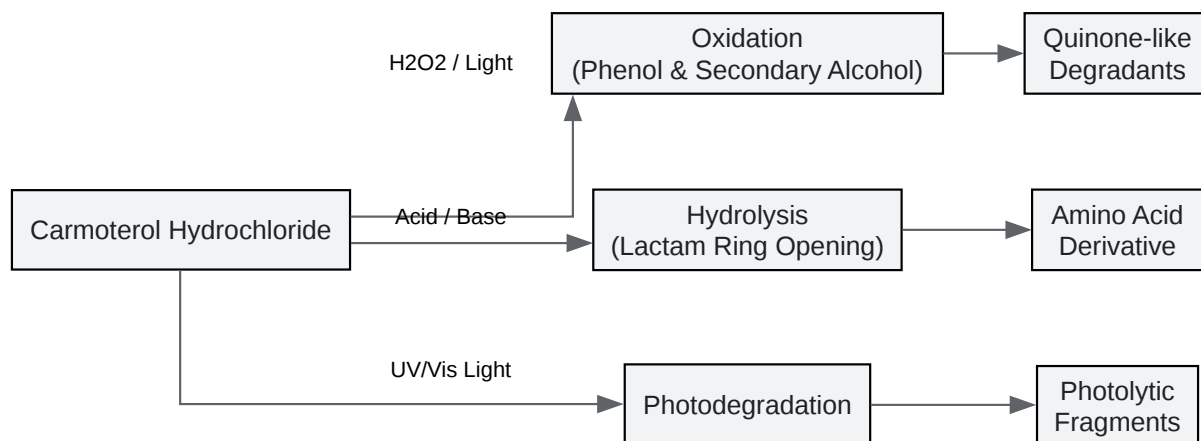 H2O2 / Light
Oxidation
(Phenol & Secondary Alcohol)
Quinone-like
Degradants
Carmoterol Hydrochloride
Acid / Base
Hydrolysis
(Lactam Ring Opening)
Amino Acid
Derivative
UV/Vis Light
Photodegradation
Photolytic
Fragments